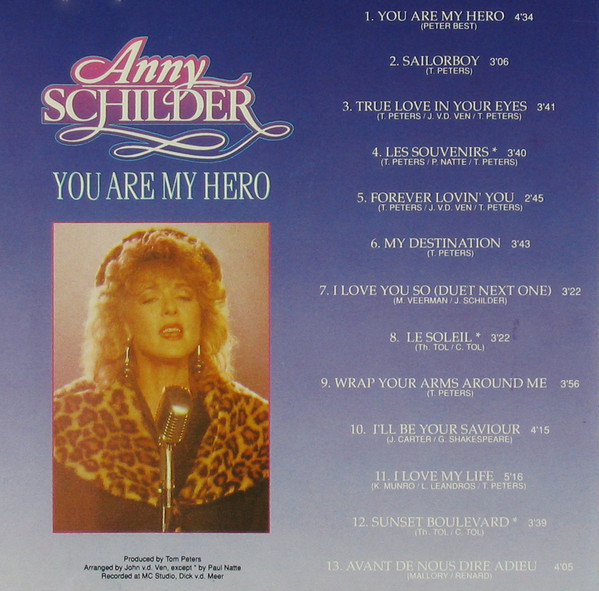 Anny
SCHILDER
YOU ARE MY HERO
1. YOU ARE MY HERO 4'34
(PETER BEST)
2. SAILORBOY 3'06
(T. PETERS)
3. TRUE LOVE IN YOUR EYES 3'41
(T. PETERS / J. V.D. VEN / T. PETERS)
4. LES SOUVENIRS * 3'40
(T. PETERS / P. NATTE / T. PETERS)
5. FOREVER LOVIN' YOU 2'45
(T. PETERS / J. V.D. VEN / T. PETERS)
6. MY DESTINATION 3'43
(T. PETERS)
7. I LOVE YOU SO (DUET NEXT ONE) 3'22
(M. VEERMAN / J. SCHILDER)
8. LE SOLEIL * 3'22
(Th. TOL / C. TOL)
9. WRAP YOUR ARMS AROUND ME 3'56
(T. PETERS)
10. I'LL BE YOUR SAVIOUR 4'15
(J. CARTER / G. SHAKESPEARE)
11. I LOVE MY LIFE 5'16
(K. MUNRO / L. LEANDROS / T. PETERS)
12. SUNSET BOULEVARD * 3'39
(Th. TOL / C. TOL)
13. AVANT DE NOUS DIRE ADIEU 4'05
(MALLORY / RENARD)
Produced by Tom Peters
Arranged by John v.d. Ven, except * by Paul Natte
Recorded at MC Studio, Dick v.d. Meer